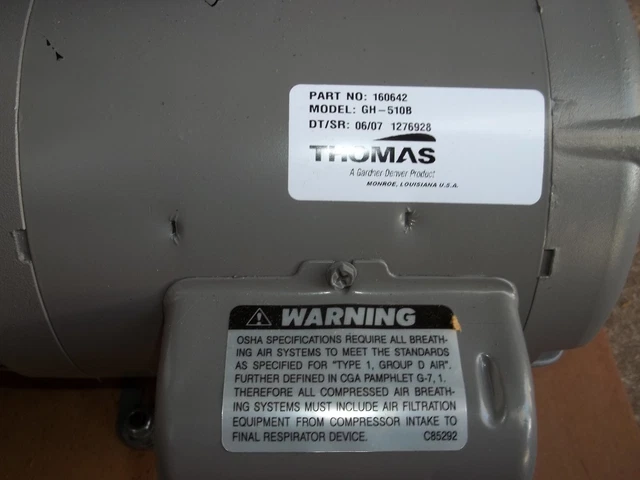 PART NO: 160642
MODEL: GH-510B
DT/SR: 06/07 1276928
THOMAS
A Gardner Denver Product
MONROE, LOUISIANA U.S.A.
WARNING
OSHA SPECIFICATIONS REQUIRE ALL BREATH-
ING AIR SYSTEMS TO MEET THE STANDARDS
AS SPECIFIED FOR "TYPE 1, GROUP D AIR".
FURTHER DEFINED IN CGA PAMPHLET G-7, 1.
THEREFORE ALL COMPRESSED AIR BREATH-
ING SYSTEMS MUST INCLUDE AIR FILTRATION
EQUIPMENT FROM COMPRESSOR INTAKE TO
FINAL RESPIRATOR DEVICE. C85292